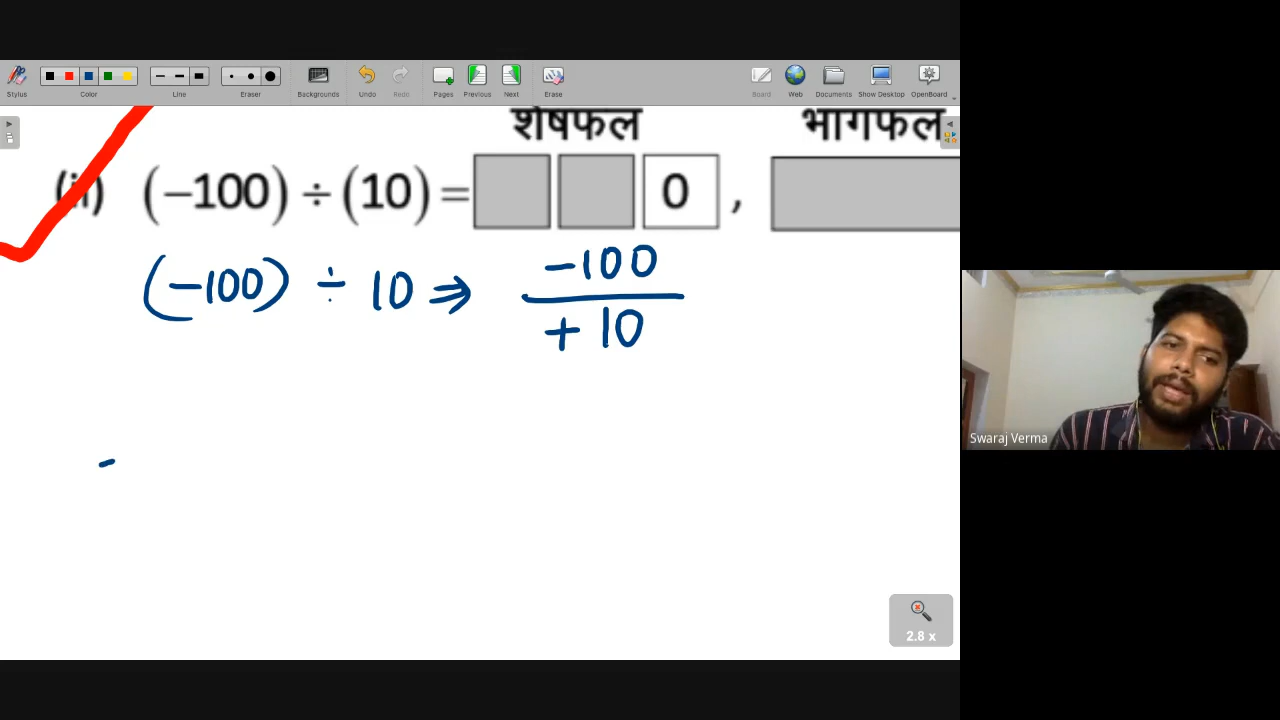 Stylus Color Line Eraser Backgrounds Undo Redo Pages Previous Next Erase Board Web Documents Show Desktop OpenBoard
शेषफल भागफल
(ii) (−100) ÷ (10) = 0 ,
(−100) ÷ 10 ⇒ −100
+ 10
-
Swaraj Verma
2.8 x